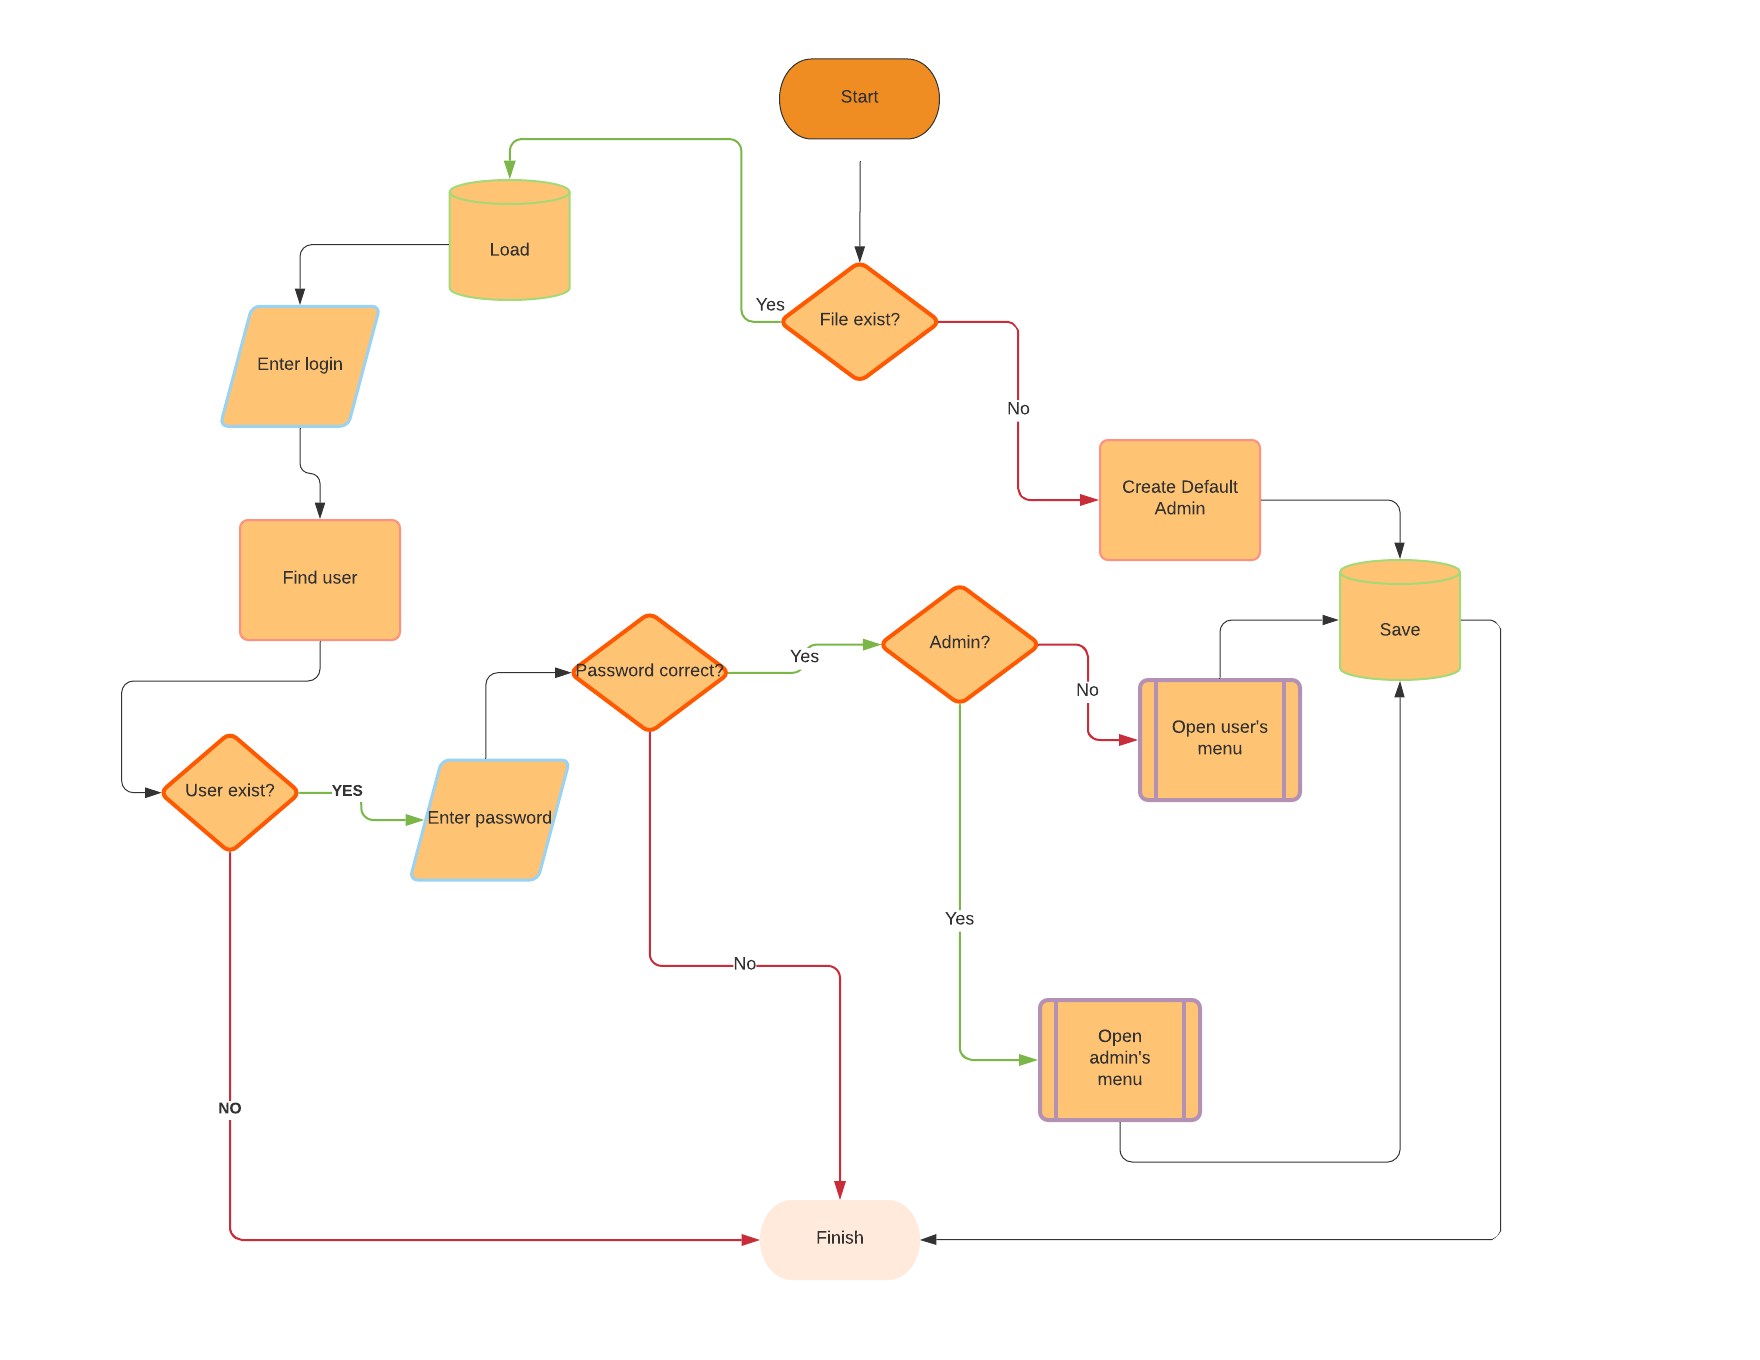 Start
Load
Yes
File exist?
Enter login
No
Create Default
Admin
Find user
Save
Admin?
Yes
Password correct?
No
Open user's
menu
User exist?
YES
Enter password
Yes
No
Open
admin's
menu
NO
Finish